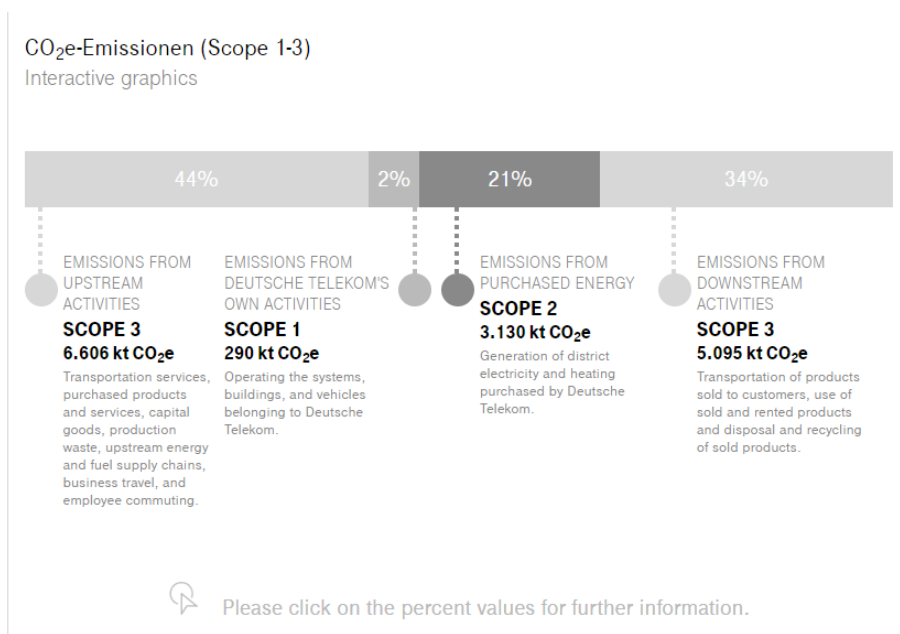 CO₂e-Emissionen (Scope 1-3)
Interactive graphics
44%
2%
21%
34%
EMISSIONS FROM
UPSTREAM
ACTIVITIES
SCOPE 3
6.606 kt CO₂e
Transportation services,
purchased products
and services, capital
goods, production
waste, upstream energy
and fuel supply chains,
business travel, and
employee commuting.
EMISSIONS FROM
DEUTSCHE TELEKOM'S
OWN ACTIVITIES
SCOPE 1
290 kt CO₂e
Operating the systems,
buildings, and vehicles
belonging to Deutsche
Telekom.
EMISSIONS FROM
PURCHASED ENERGY
SCOPE 2
3.130 kt CO₂e
Generation of district
electricity and heating
purchased by Deutsche
Telekom.
EMISSIONS FROM
DOWNSTREAM
ACTIVITIES
SCOPE 3
5.095 kt CO₂e
Transportation of products
sold to customers, use of
sold and rented products
and disposal and recycling
of sold products.
Please click on the percent values for further information.